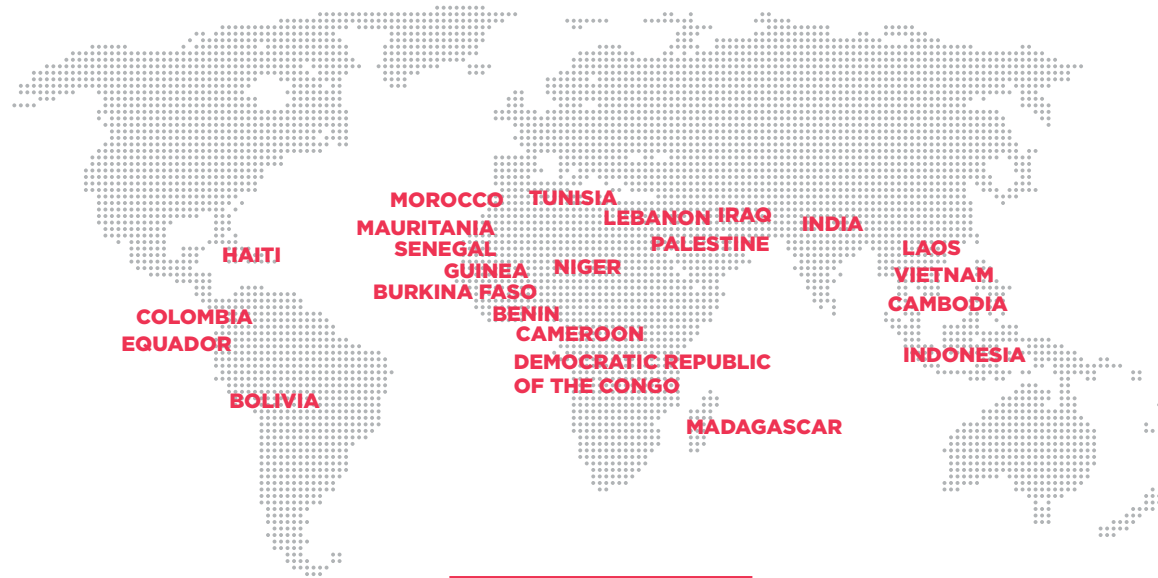 MOROCCO
TUNISIA
LEBANON
IRAQ
MAURITANIA
INDIA
SENEGAL
PALESTINE
LAOS
HAITI
GUINEA
NIGER
VIETNAM
BURKINA FASO
CAMBODIA
COLOMBIA
BENIN
CAMEROON
EQUADOR
INDONESIA
DEMOCRATIC REPUBLIC
OF THE CONGO
BOLIVIA
MADAGASCAR